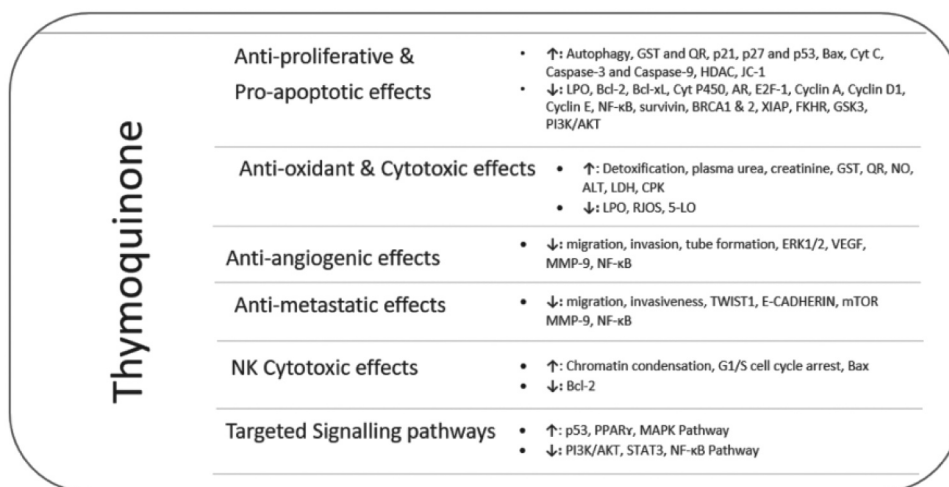 Thymoquinone
Anti-proliferative &
Pro-apoptotic effects
• ↑: Autophagy, GST and QR, p21, p27 and p53, Bax, Cyt C,
Caspase-3 and Caspase-9, HDAC, JC-1
• ↓: LPO, Bcl-2, Bcl-xL, Cyt P450, AR, E2F-1, Cyclin A, Cyclin D1,
Cyclin E, NF-κB, survivin, BRCA1 & 2, XIAP, FKHR, GSK3,
PI3K/AKT
Anti-oxidant & Cytotoxic effects
• ↑: Detoxification, plasma urea, creatinine, GST, QR, NO,
ALT, LDH, CPK
• ↓: LPO, RJOS, 5-LO
Anti-angiogenic effects
• ↓: migration, invasion, tube formation, ERK1/2, VEGF,
MMP-9, NF-κB
Anti-metastatic effects
• ↓: migration, invasiveness, TWIST1, E-CADHERIN, mTOR
MMP-9, NF-κB
NK Cytotoxic effects
• ↑: Chromatin condensation, G1/S cell cycle arrest, Bax
• ↓: Bcl-2
Targeted Signalling pathways
• ↑: p53, PPARɤ, MAPK Pathway
• ↓: PI3K/AKT, STAT3, NF-κB Pathway